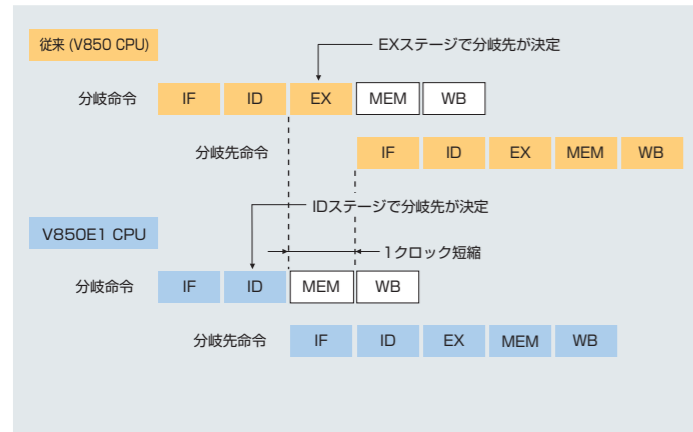 従来 (V850 CPU)
EXステージで分岐先が決定
分岐命令 IF ID EX MEM WB
分岐先命令 IF ID EX MEM WB
IDステージで分岐先が決定
V850E1 CPU
1クロック短縮
分岐命令 IF ID MEM WB
分岐先命令 IF ID EX MEM WB